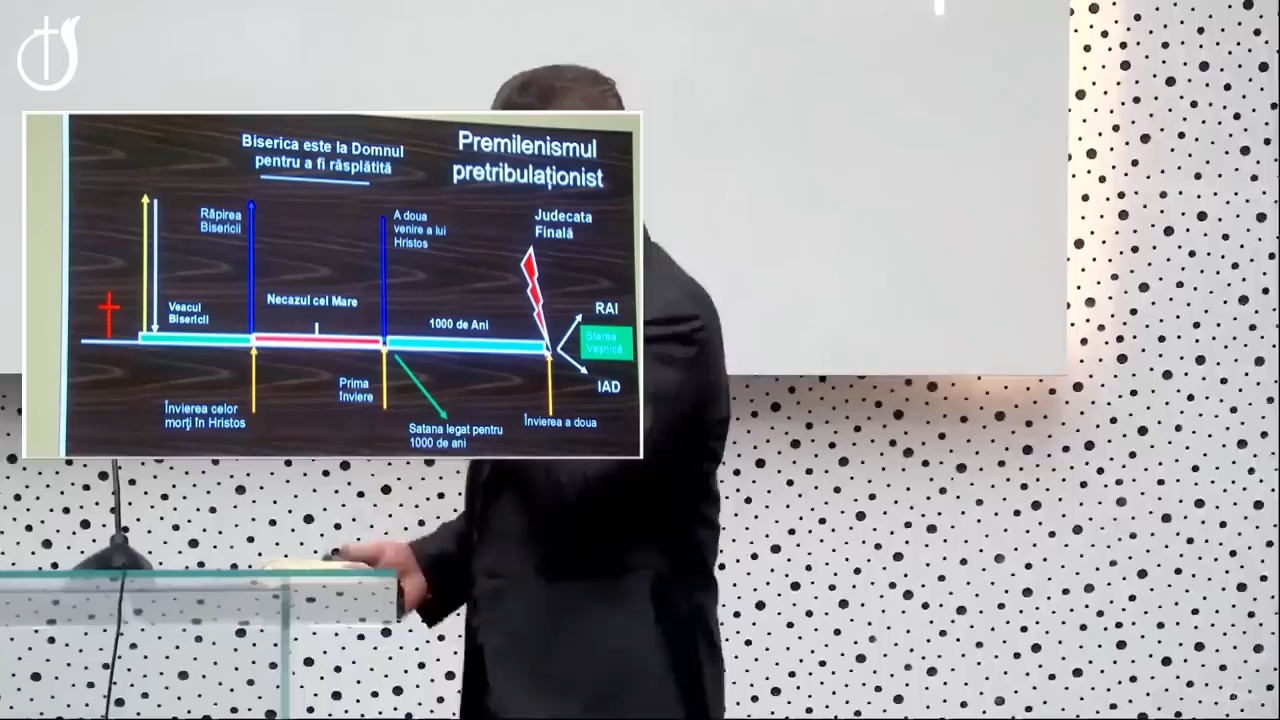 Biserica este la Domnul
pentru a fi răsplătită
Premilenismul
pretribulaționist
Răpirea
Bisericii
A doua
venire a lui
Hristos
Judecata
Finală
Veacul
Bisericii
Necazul cel Mare
1000 de Ani
RAI
Starea
Veșnică
IAD
Învierea celor
morți în Hristos
Prima
Înviere
Satana legat pentru
1000 de ani
Învierea a doua